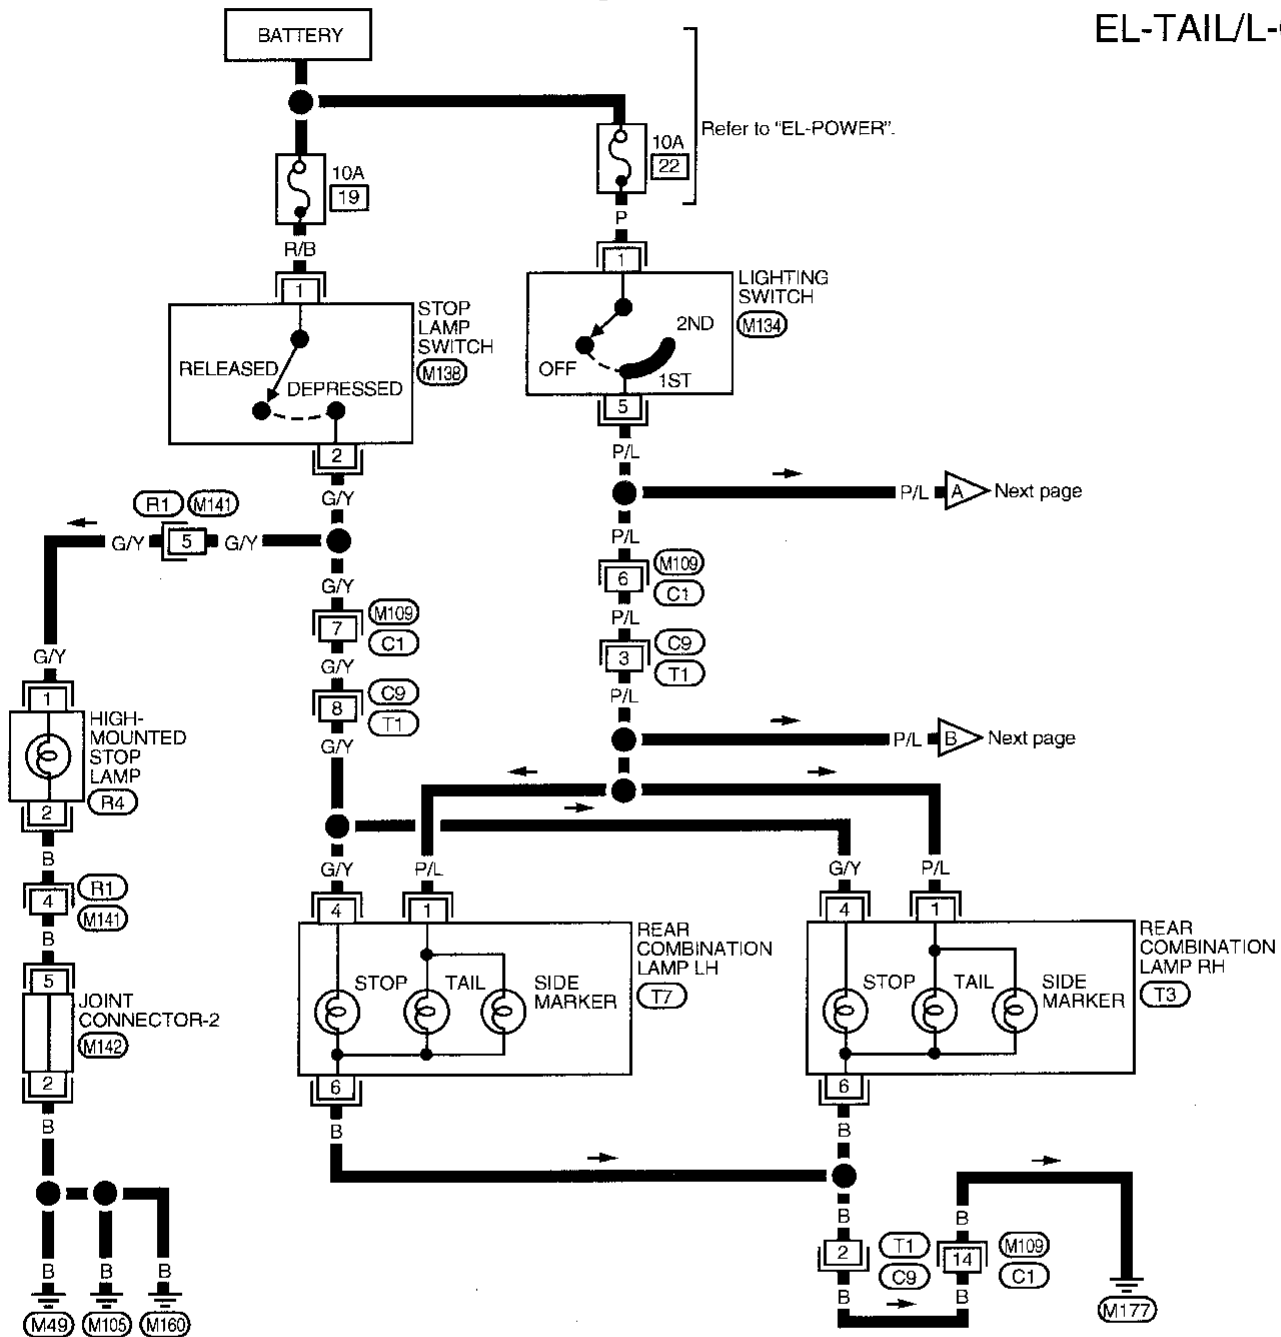 EL-TAIL/L-
BATTERY
Refer to "EL-POWER".
10A
22
10A
19
P
R/B
1
1
LIGHTING
SWITCH
M134
2ND
OFF
1ST
STOP
LAMP
SWITCH
M138
RELEASED
DEPRESSED
5
2
P/L
G/Y
P/L
A
Next page
R1
M141
G/Y
5
G/Y
P/L
G/Y
6
M109
C1
7
M109
C1
P/L
G/Y
G/Y
3
C9
T1
8
C9
T1
P/L
G/Y
1
HIGH-
MOUNTED
STOP
LAMP
R4
2
P/L
B
Next page
B
G/Y
P/L
G/Y
P/L
4
R1
M141
4
1
4
1
B
REAR
COMBINATION
LAMP LH
T7
REAR
COMBINATION
LAMP RH
T3
STOP
TAIL
SIDE
MARKER
STOP
TAIL
SIDE
MARKER
5
JOINT
CONNECTOR-2
M142
2
6
6
B
B
B
B
B
2
T1
C9
14
M109
C1
B
B
B
B
B
M49
M105
M160
M177